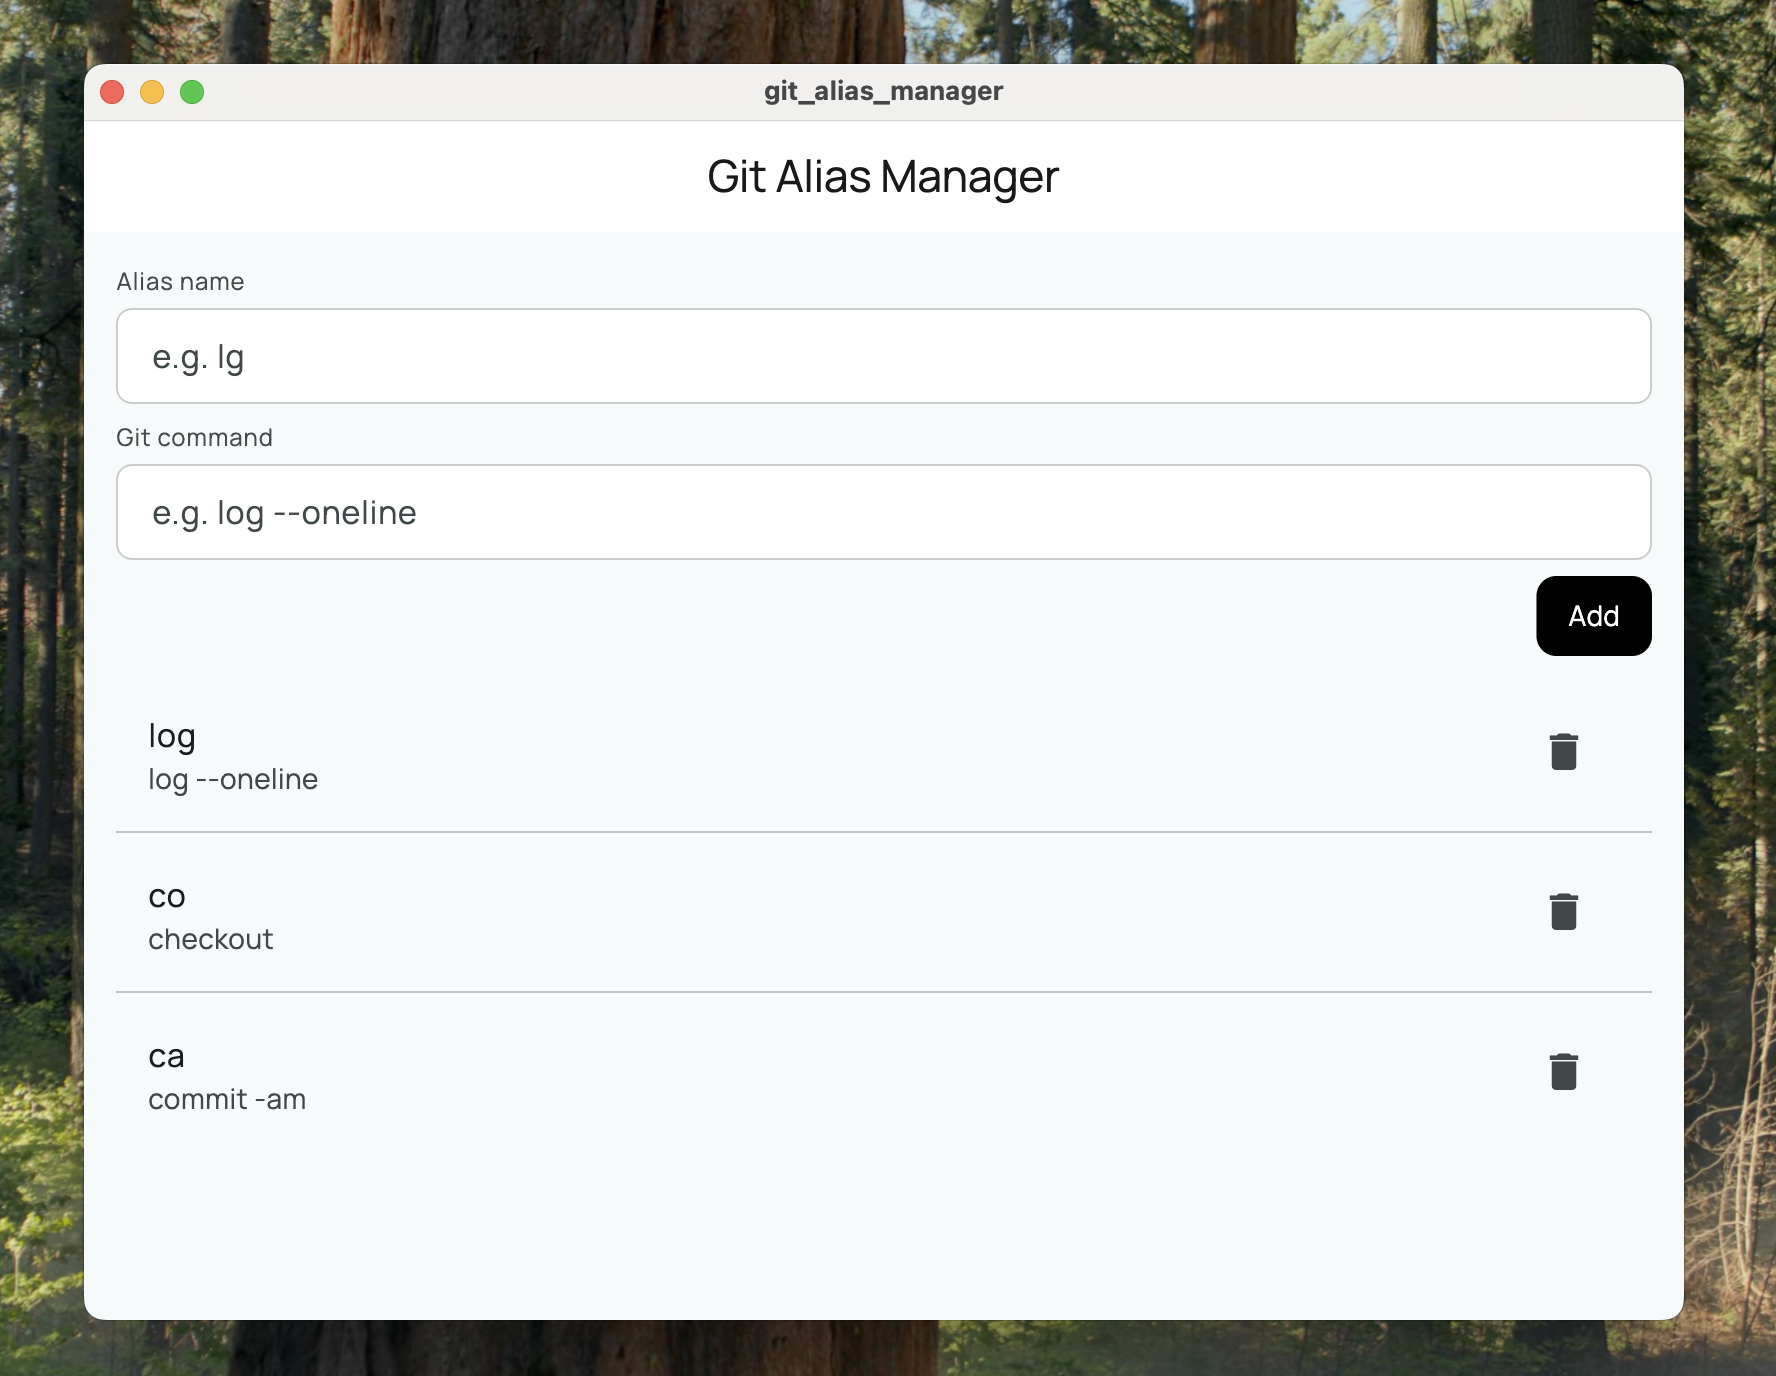 git_alias_manager
Git Alias Manager
Alias name
e.g. lg
Git command
e.g. log --oneline
Add
log
log --oneline
co
checkout
ca
commit -am